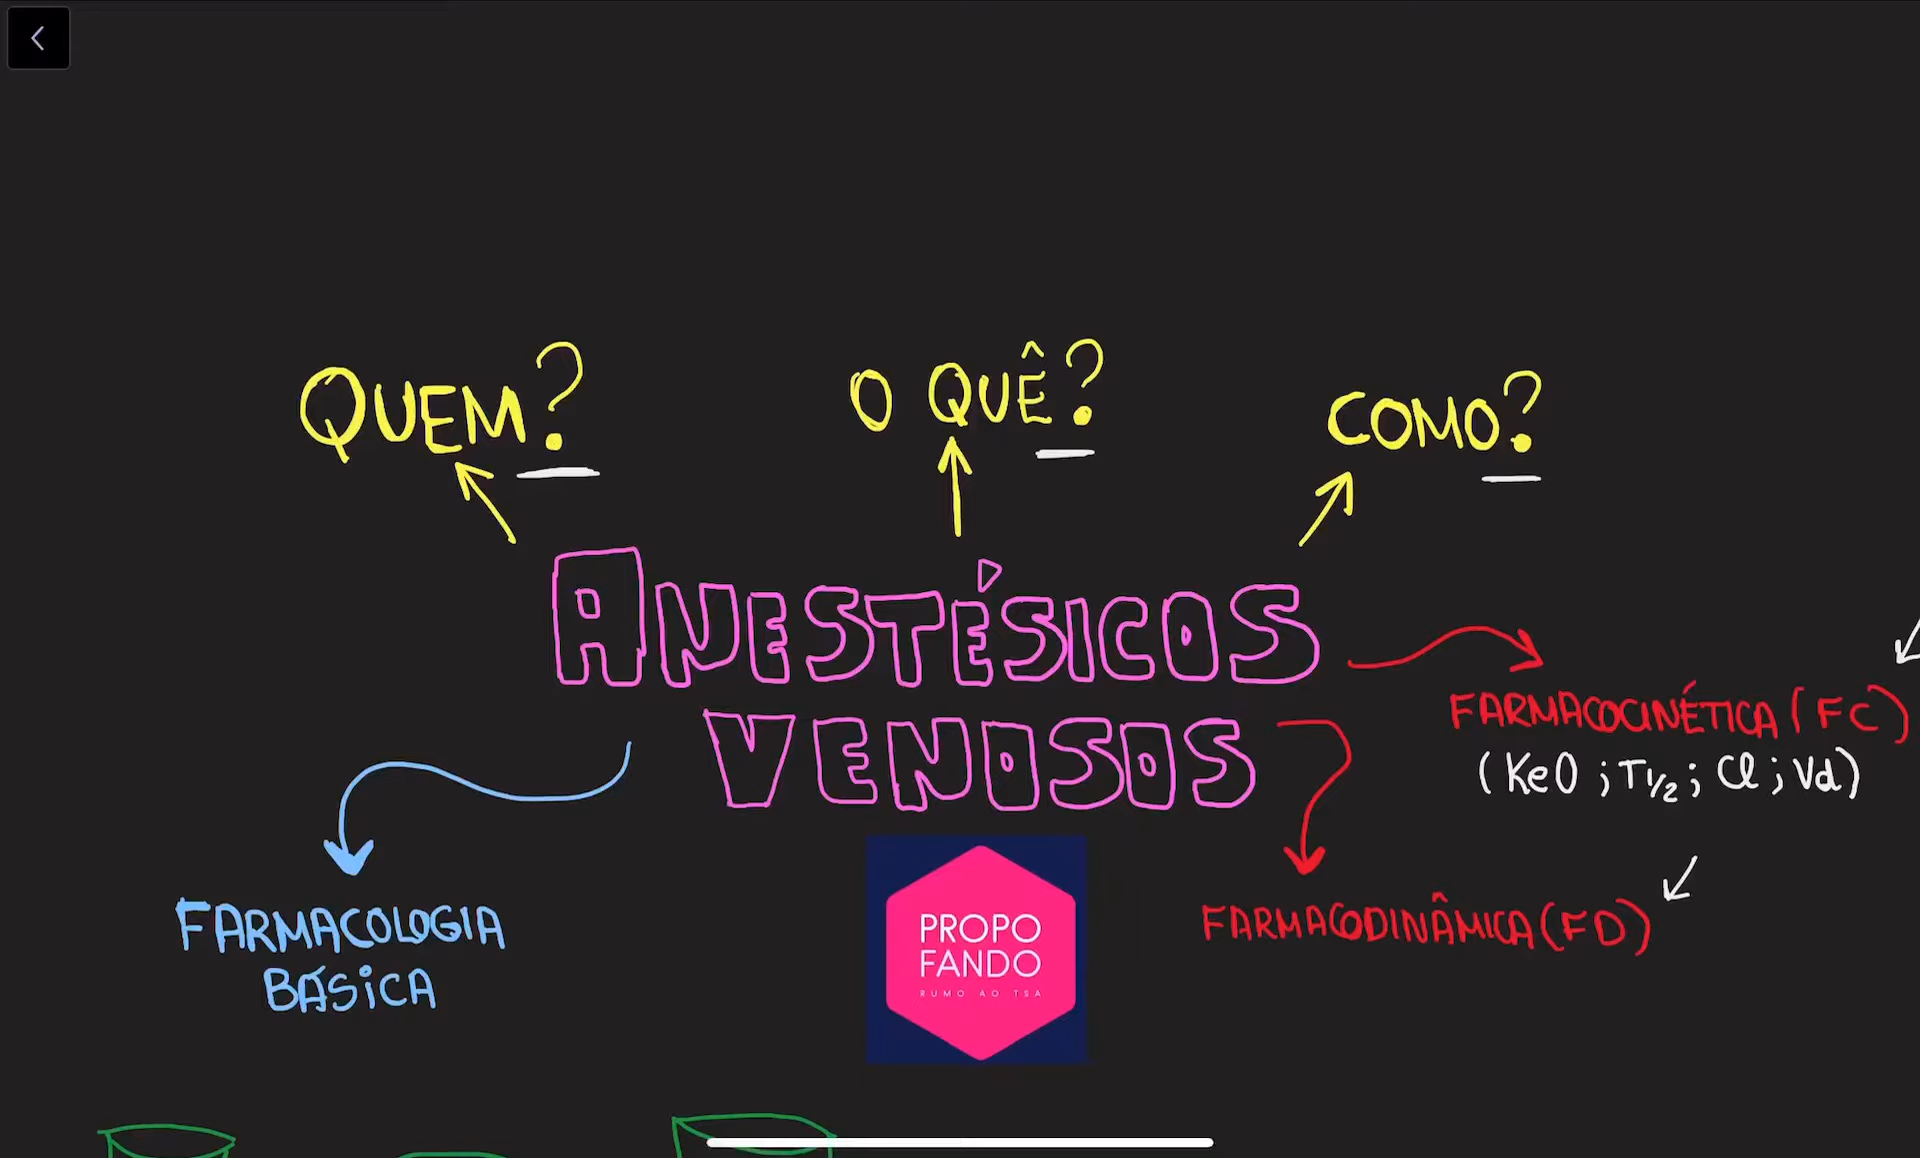 QUEM?
O QUÊ?
COMO?
ANESTÉSICOS
VENOSOS
FARMACOCINÉTICA (FC)
(Ke0 ; T1/2 ; Cl ; Vd)
FARMACODINÂMICA (FD)
FARMACOLOGIA
BÁSICA
PROPO
FANDO
RUMO AO TSA